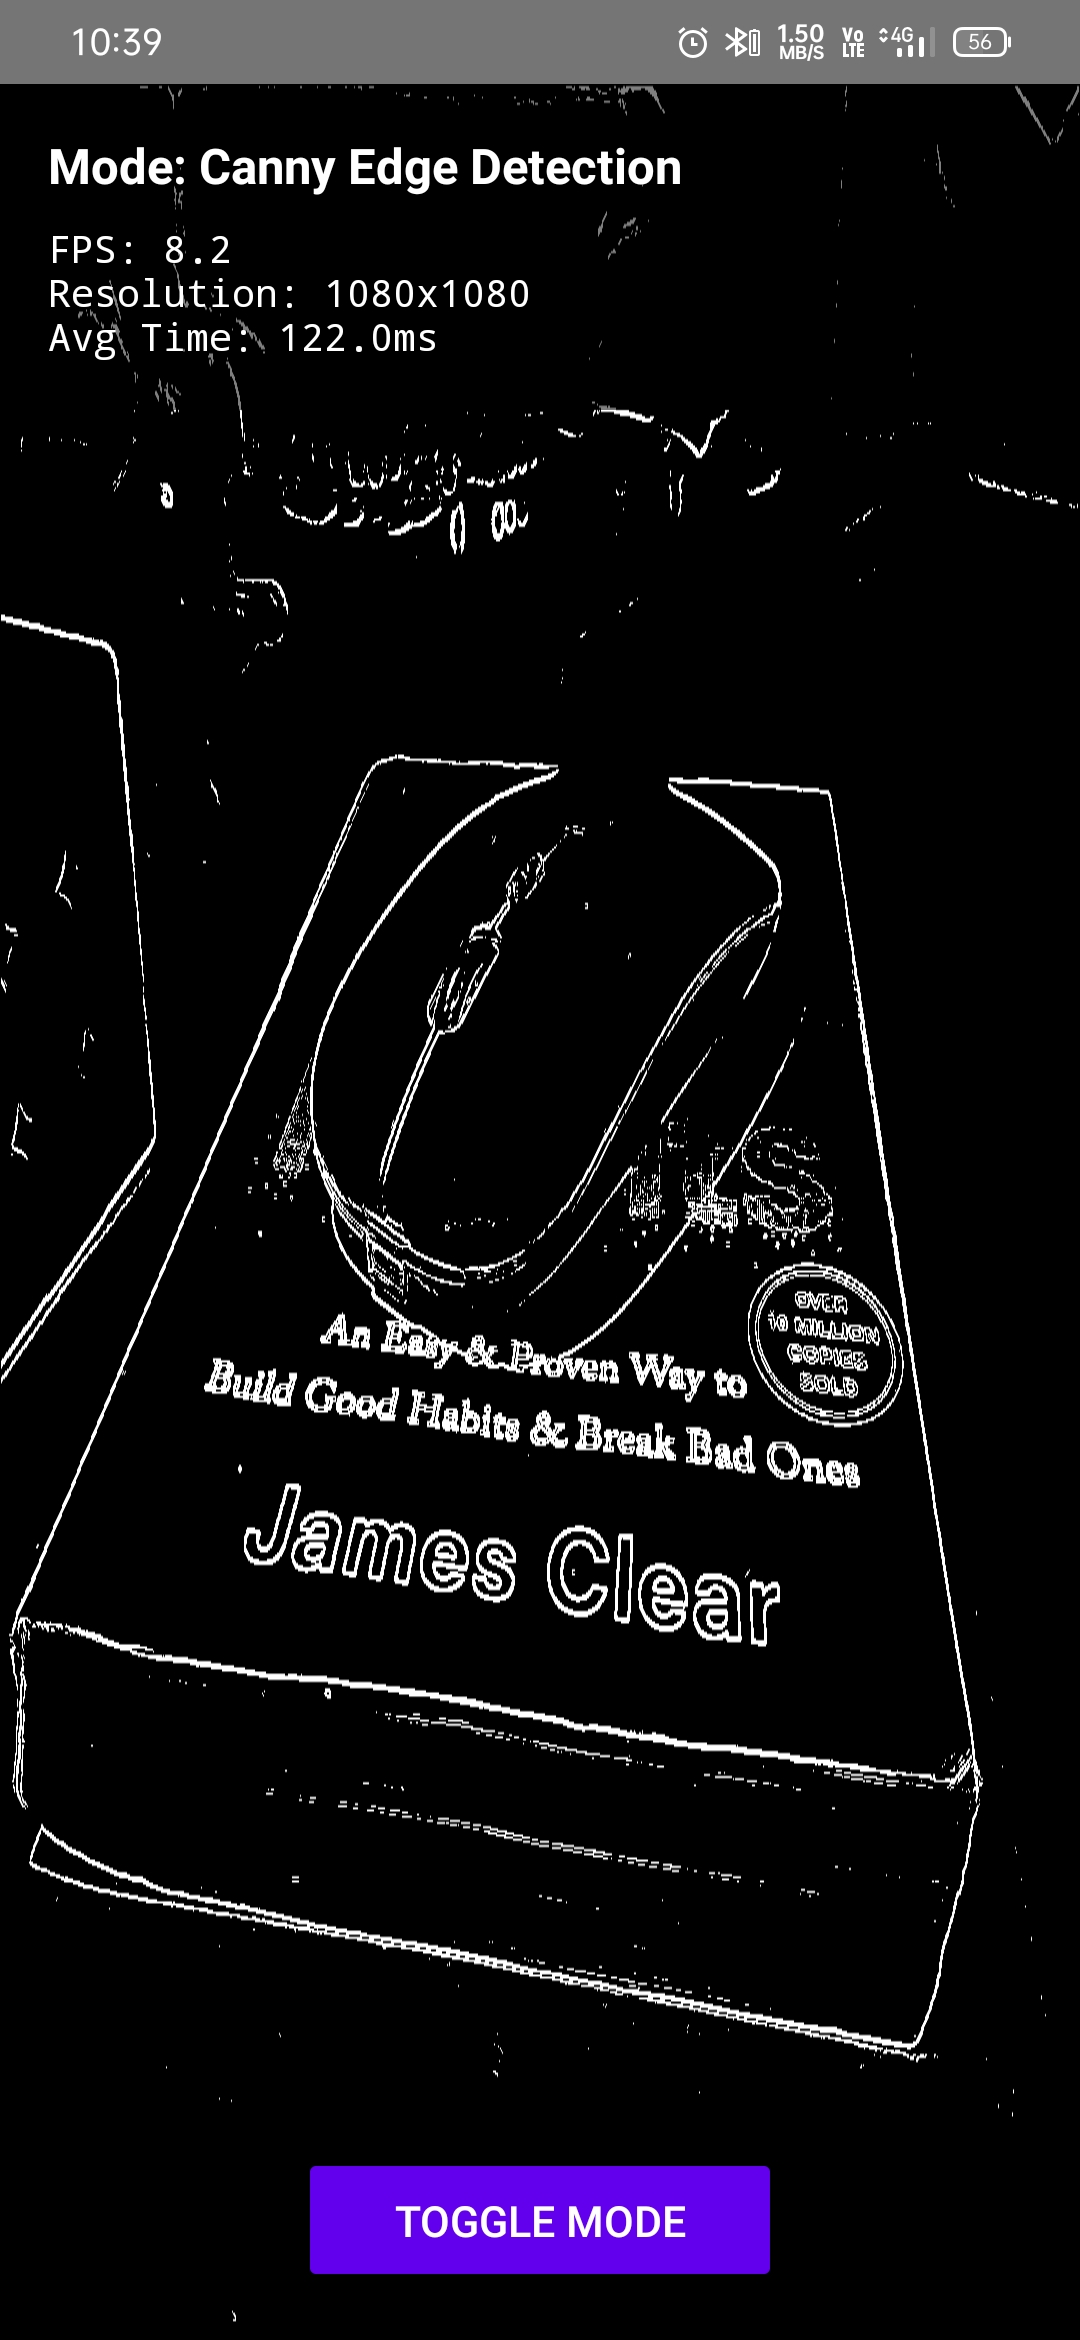 10:39
1.50
MB/S
Vo
LTE
4G
56
Mode: Canny Edge Detection
FPS: 8.2
Resolution: 1080x1080
Avg Time: 122.0ms
OVER
10 MILLION
COPIES
SOLD
An Easy & Proven Way to
Build Good Habits & Break Bad Ones
James Clear
TOGGLE MODE